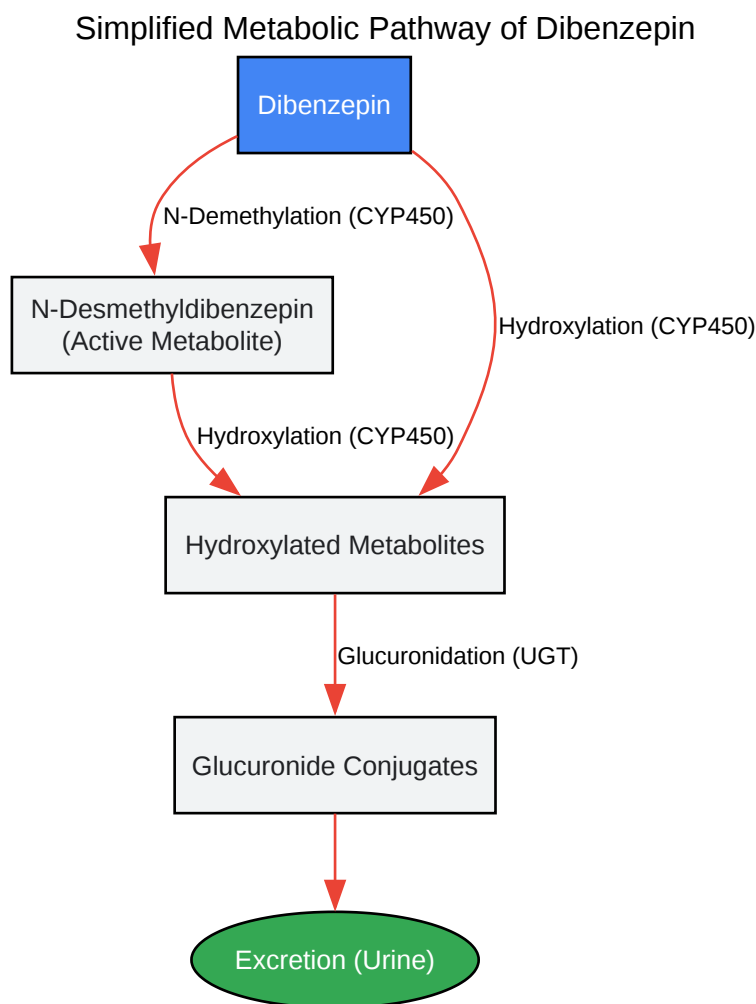 Simplified Metabolic Pathway of Dibenzepin
Dibenzepin
N-Demethylation (CYP450)
N-Desmethyldibenzepin
(Active Metabolite)
Hydroxylation (CYP450)
Hydroxylation (CYP450)
Hydroxylated Metabolites
Glucuronidation (UGT)
Glucuronide Conjugates
Excretion (Urine)